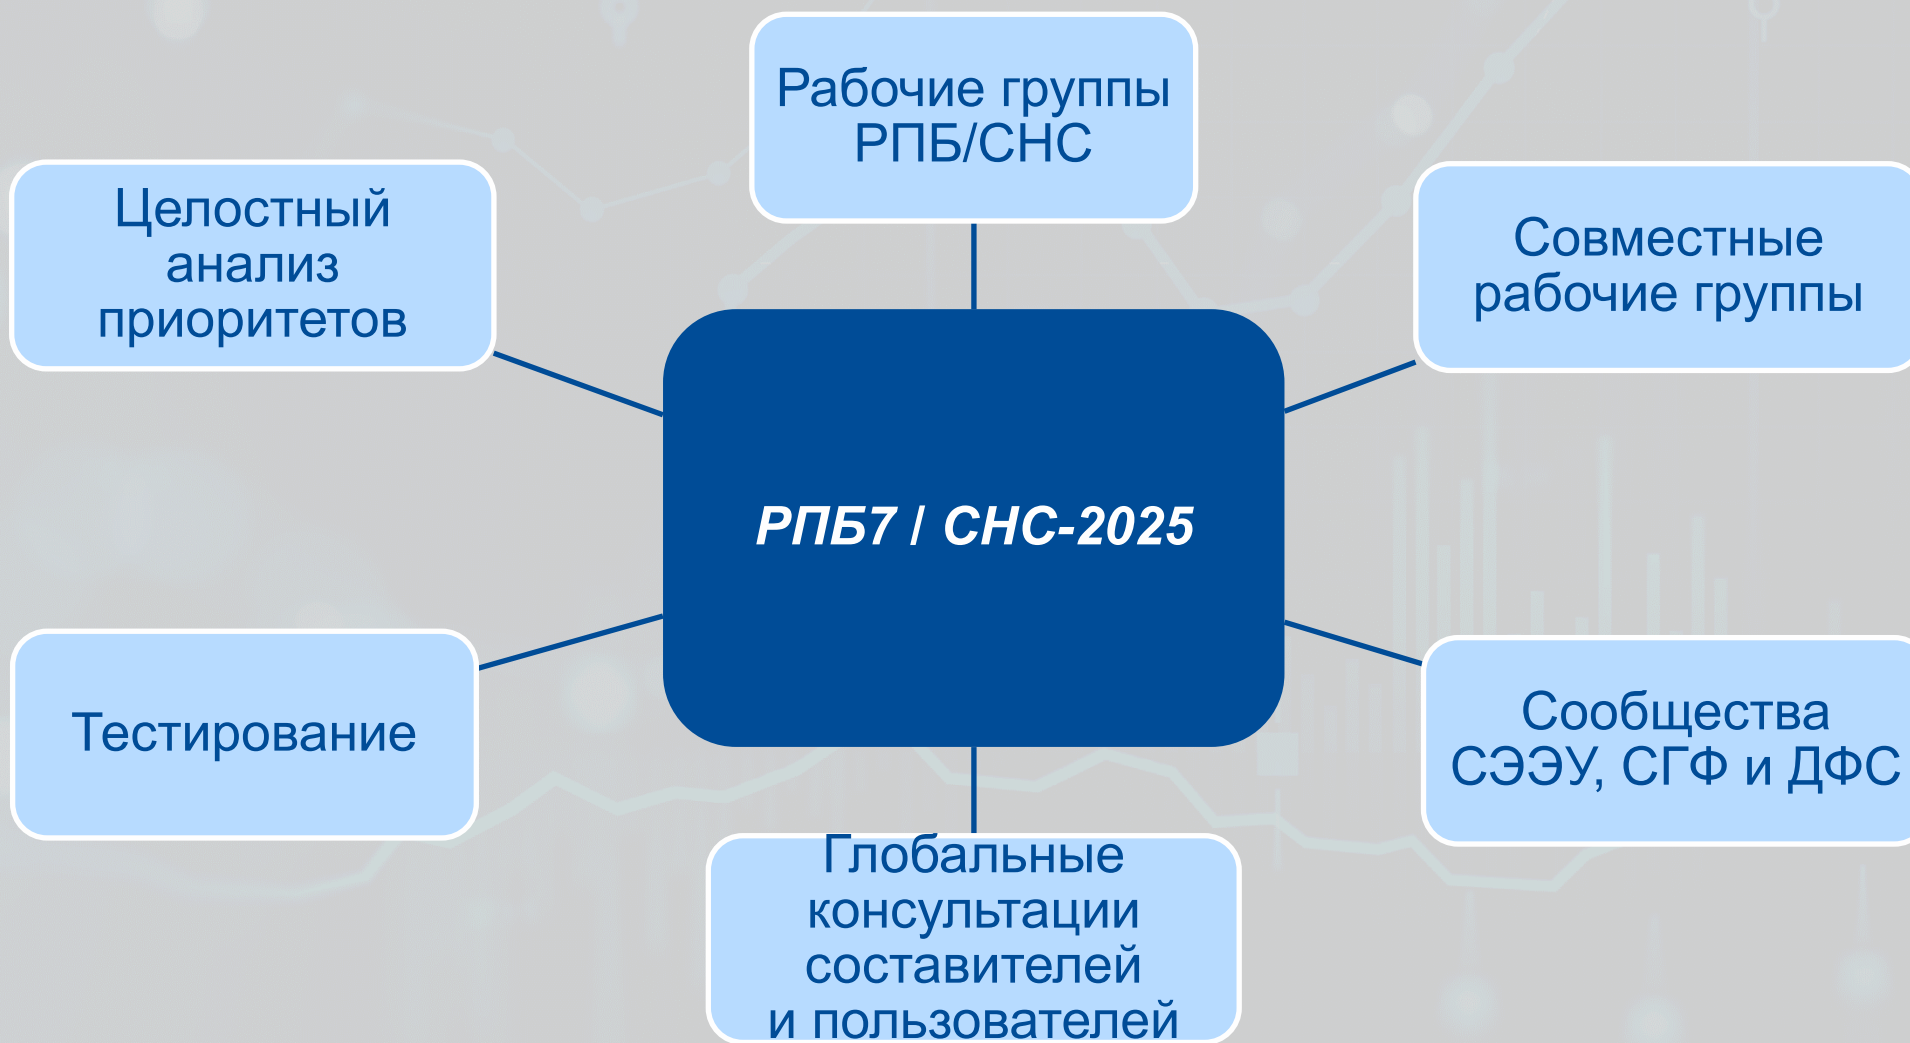 Рабочие группы
РПБ/СНС
Целостный
анализ
приоритетов
Совместные
рабочие группы
РПБ7 / СНС-2025
Тестирование
Сообщества
СЭЭУ, СГФ и ДФС
Глобальные
консультации
составителей
и пользователей